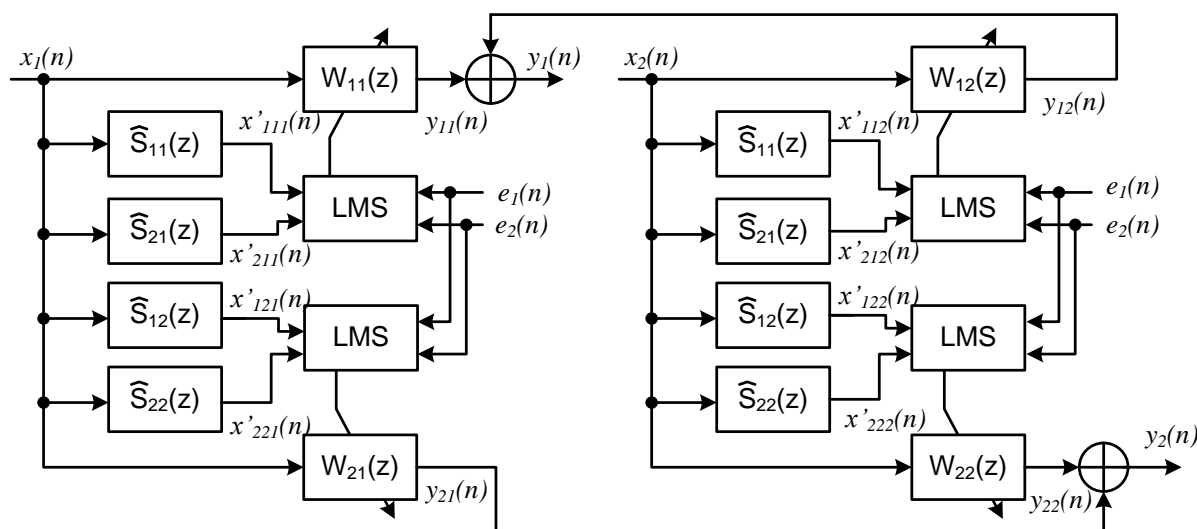 x₁(n)
W₁₁(z)
y₁(n)
y₁₁(n)
x'₁₁₁(n)
Ŝ₁₁(z)
LMS
e₁(n)
e₂(n)
Ŝ₂₁(z)
x'₂₁₁(n)
x'₁₂₁(n)
Ŝ₁₂(z)
LMS
Ŝ₂₂(z)
x'₂₂₁(n)
W₂₁(z)
y₂₁(n)
x₂(n)
W₁₂(z)
y₁₂(n)
x'₁₁₂(n)
Ŝ₁₁(z)
LMS
e₁(n)
e₂(n)
Ŝ₂₁(z)
x'₂₁₂(n)
x'₁₂₂(n)
Ŝ₁₂(z)
LMS
Ŝ₂₂(z)
x'₂₂₂(n)
W₂₂(z)
y₂₂(n)
y₂(n)